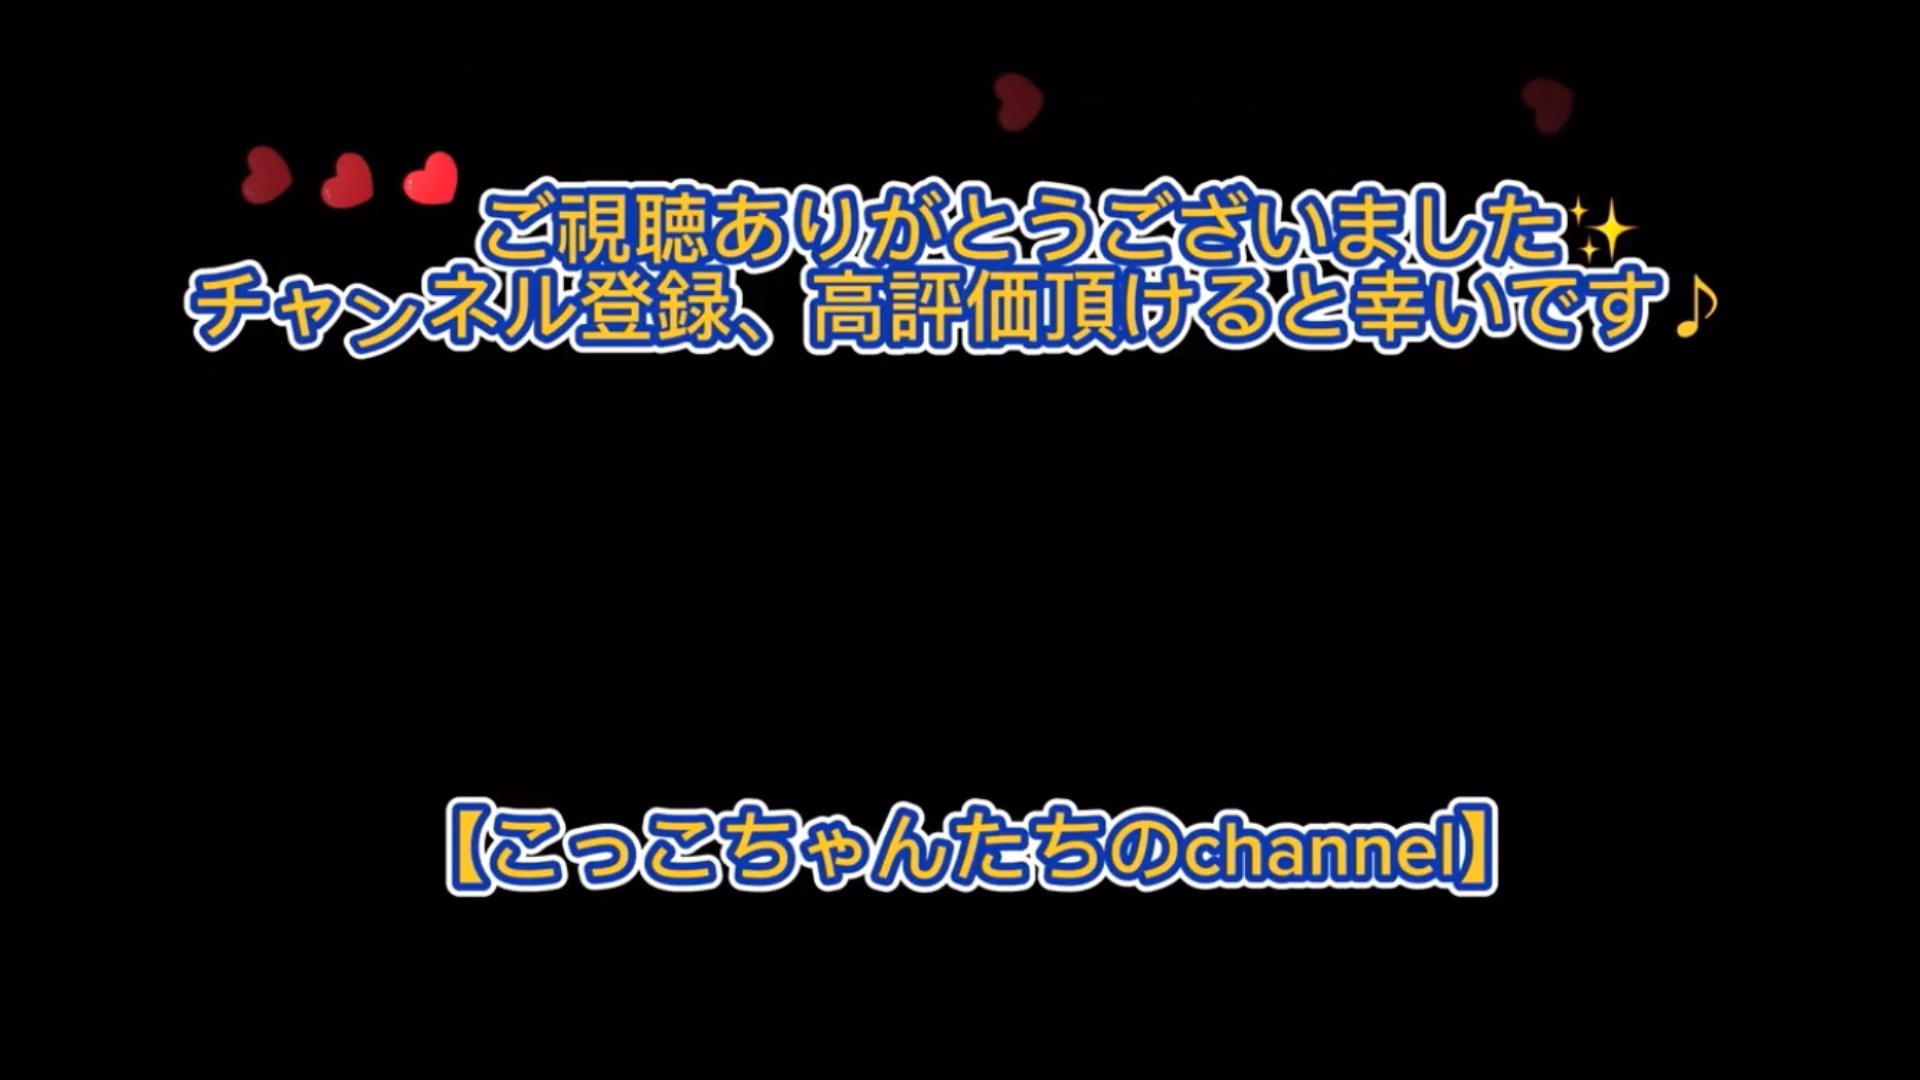 ご視聴ありがとうございました✨
チャンネル登録、高評価頂けると幸いです♪
【こっこちゃんたちのchannel】